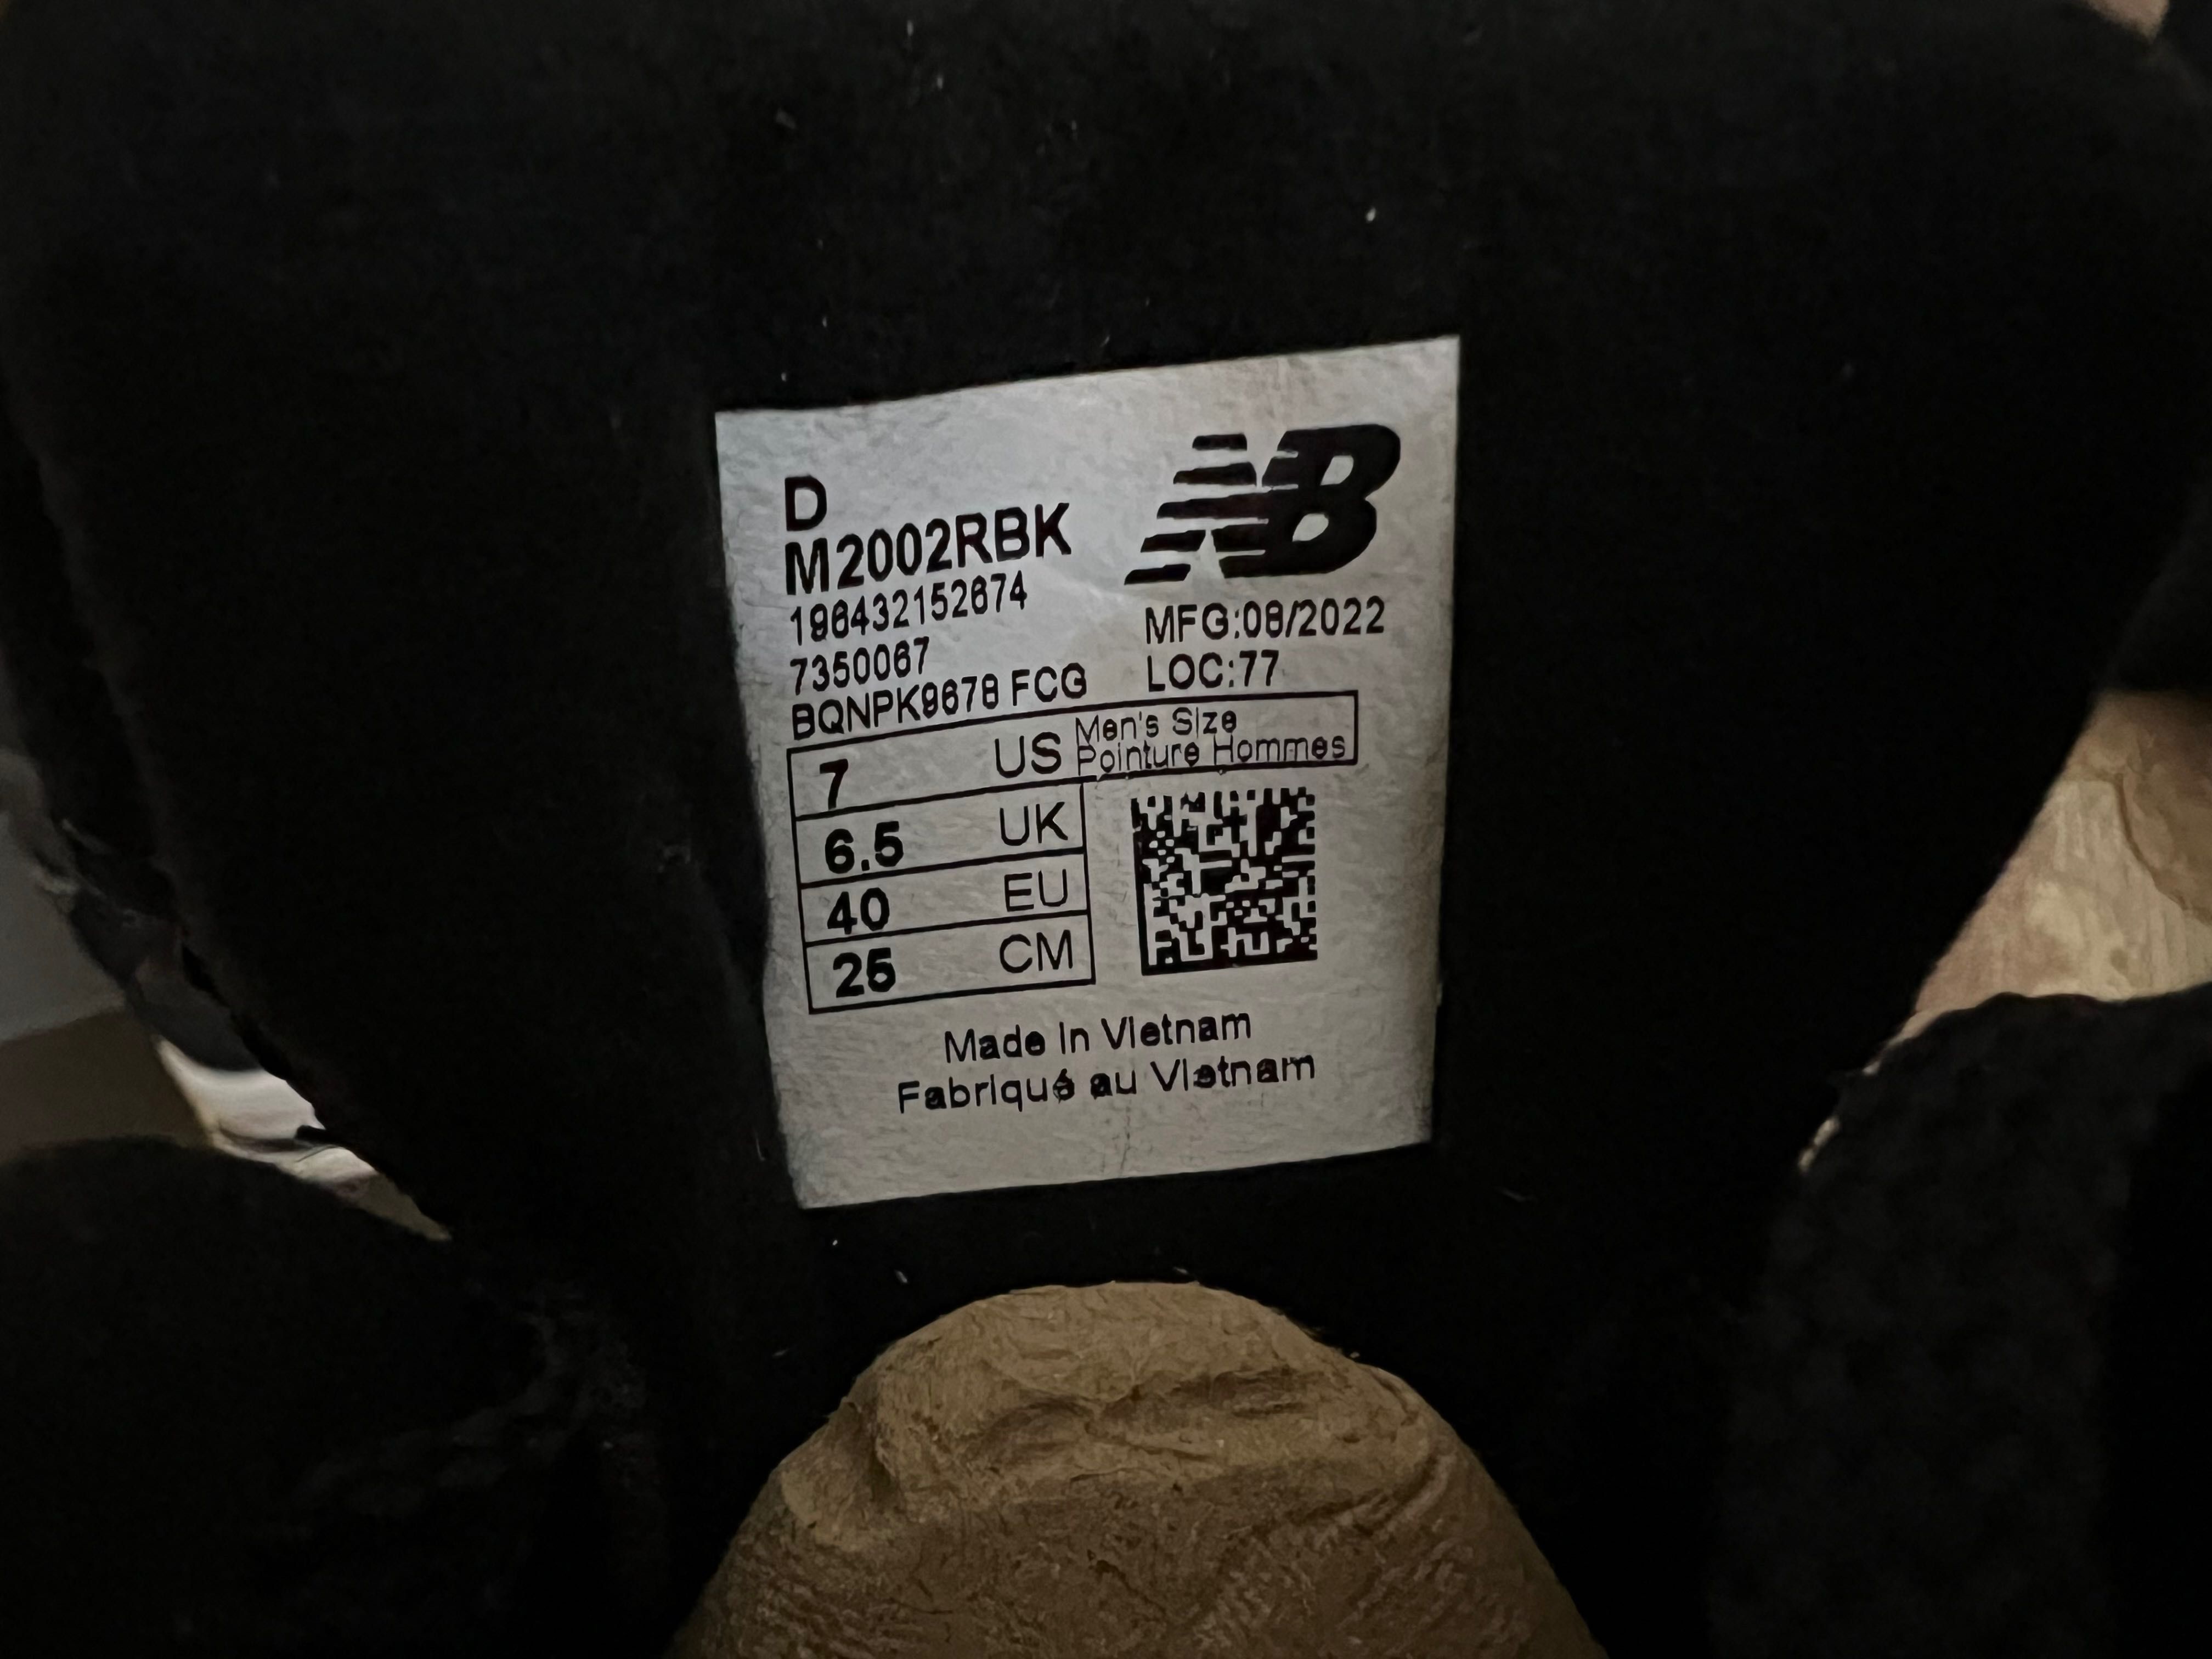 D
M2002RBK
196432152674
7350067
BQNPK9678 FCG
NB
MFG:08/2022
LOC:77
7 US Men's Size
Pointure Hommes
6.5 UK
40 EU
25 CM
Made in Vietnam
Fabriqué au Vietnam